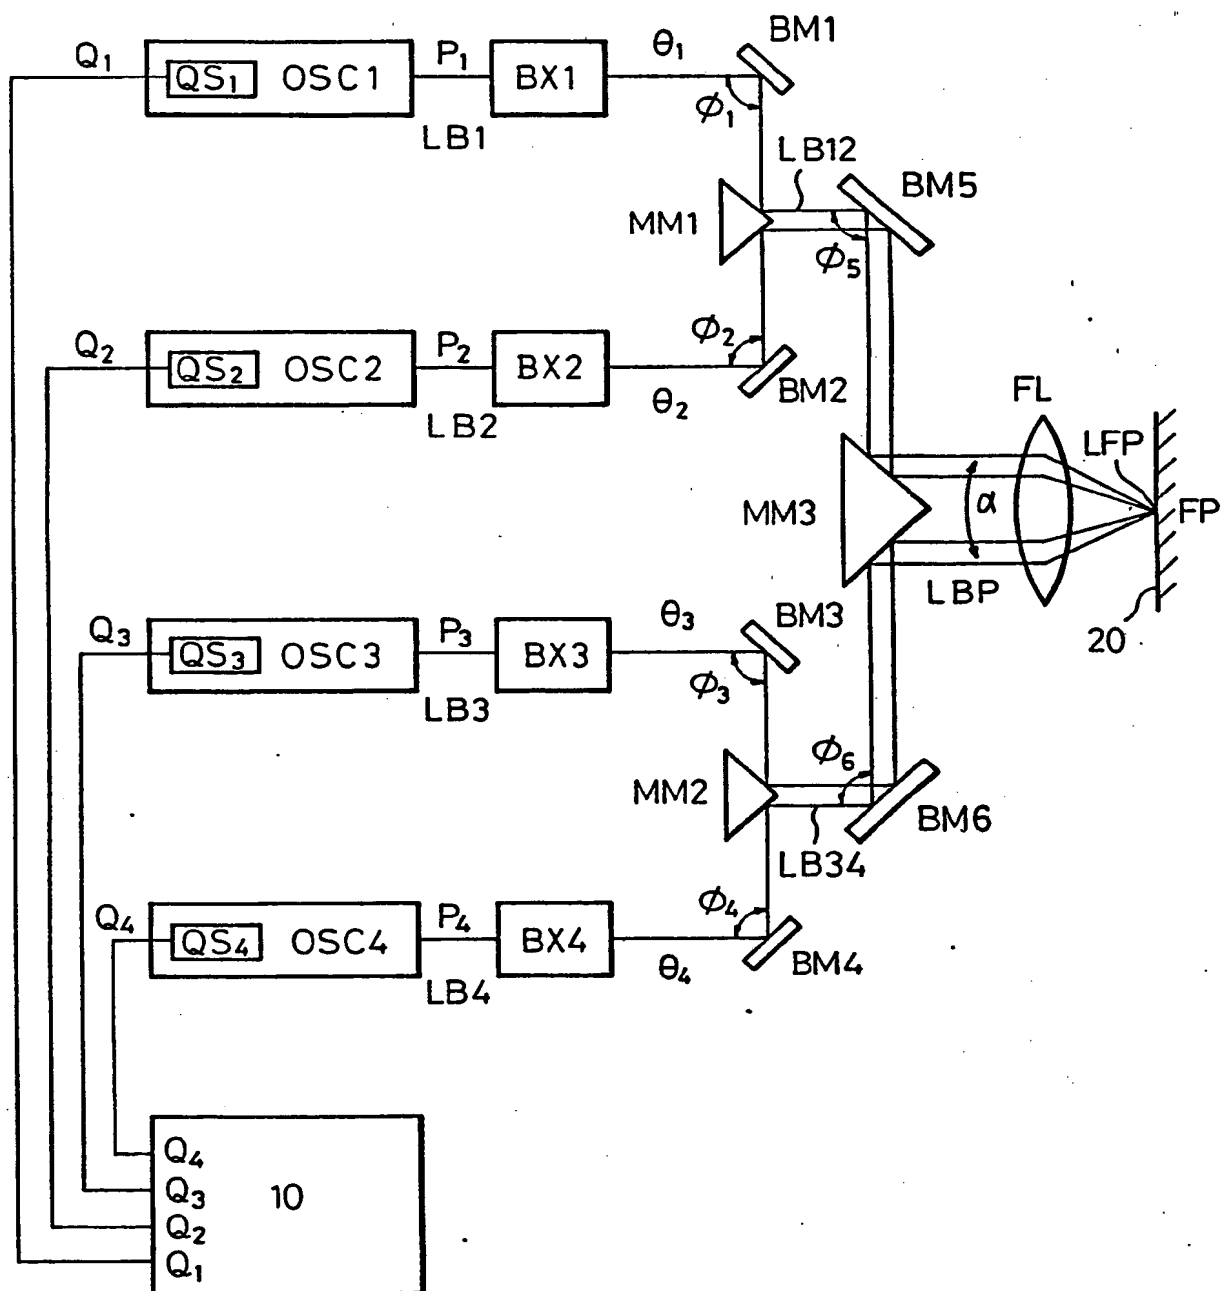 BM1
Q₁ QS₁ OSC1 P₁ BX1 θ₁
ϕ₁
LB1
LB12
BM5
MM1
ϕ₅
ϕ₂
Q₂ QS₂ OSC2 P₂ BX2
θ₂ BM2
LB2
FL
LFP
MM3 α FP
LBP
20
Q₃ QS₃ OSC3 P₃ BX3 θ₃ BM3
ϕ₃
LB3
ϕ₆
MM2
BM6
LB34
ϕ₄
Q₄ QS₄ OSC4 P₄ BX4
θ₄ BM4
LB4
Q₄
Q₃ 10
Q₂
Q₁